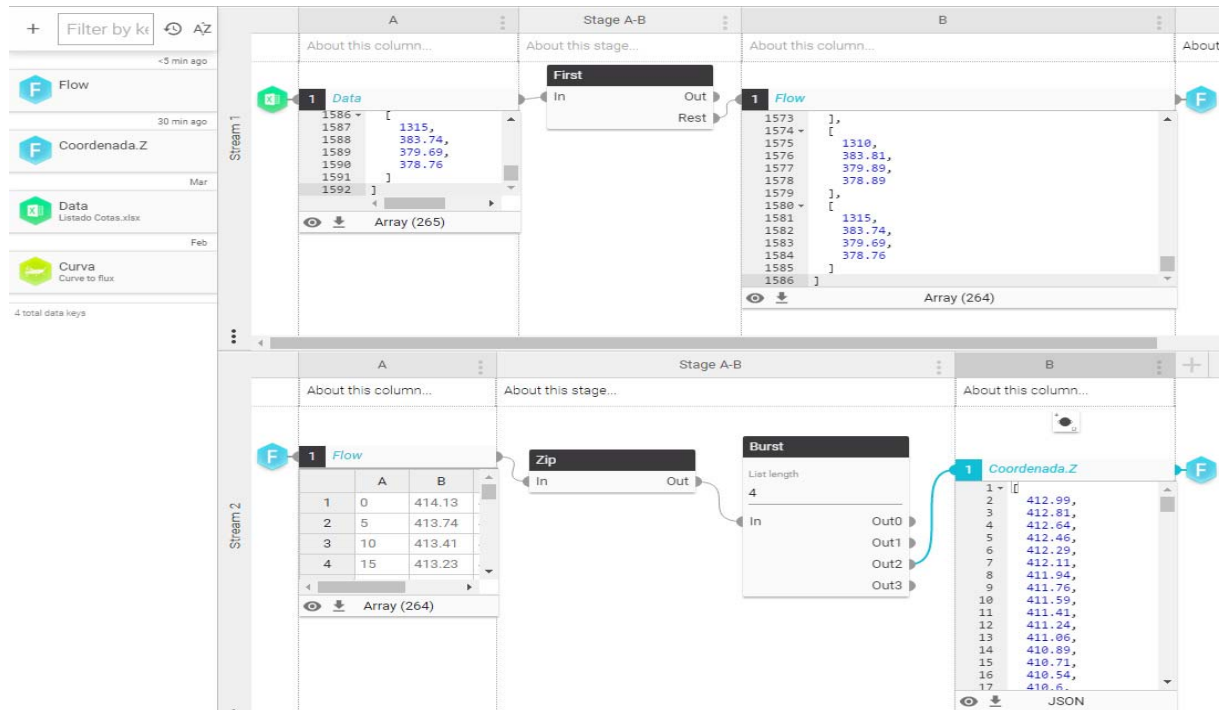 + Filter by ke AZ
<5 min ago
F Flow
30 min ago
F Coordenada.Z
Mar
Data
Listado Cotas.xlsx
Feb
Curva
Curve to flux
4 total data keys
Stream 1
A Stage A-B B
About this column... About this stage... About this column... About
1 Data
1586 [
1587 1315,
1588 383.74,
1589 379.69,
1590 378.76
1591 ]
1592 ]
Array (265)
First
In Out
Rest
1 Flow
1573 ],
1574 [
1575 1310,
1576 383.81,
1577 379.89,
1578 378.89
1579 ],
1580 [
1581 1315,
1582 383.74,
1583 379.69,
1584 378.76
1585 ]
1586 ]
Array (264)
F
Stream 2
A Stage A-B B +
About this column... About this stage... About this column...
F
1 Flow
A B
1 0 414.13
2 5 413.74
3 10 413.41
4 15 413.23
Array (264)
Zip
In Out
Burst
List length
4
In Out0
Out1
Out2
Out3
1 Coordenada.Z
1 [
2 412.99,
3 412.81,
4 412.64,
5 412.46,
6 412.29,
7 412.11,
8 411.94,
9 411.76,
10 411.59,
11 411.41,
12 411.24,
13 411.06,
14 410.89,
15 410.71,
16 410.54,
17 410.6,
JSON
F